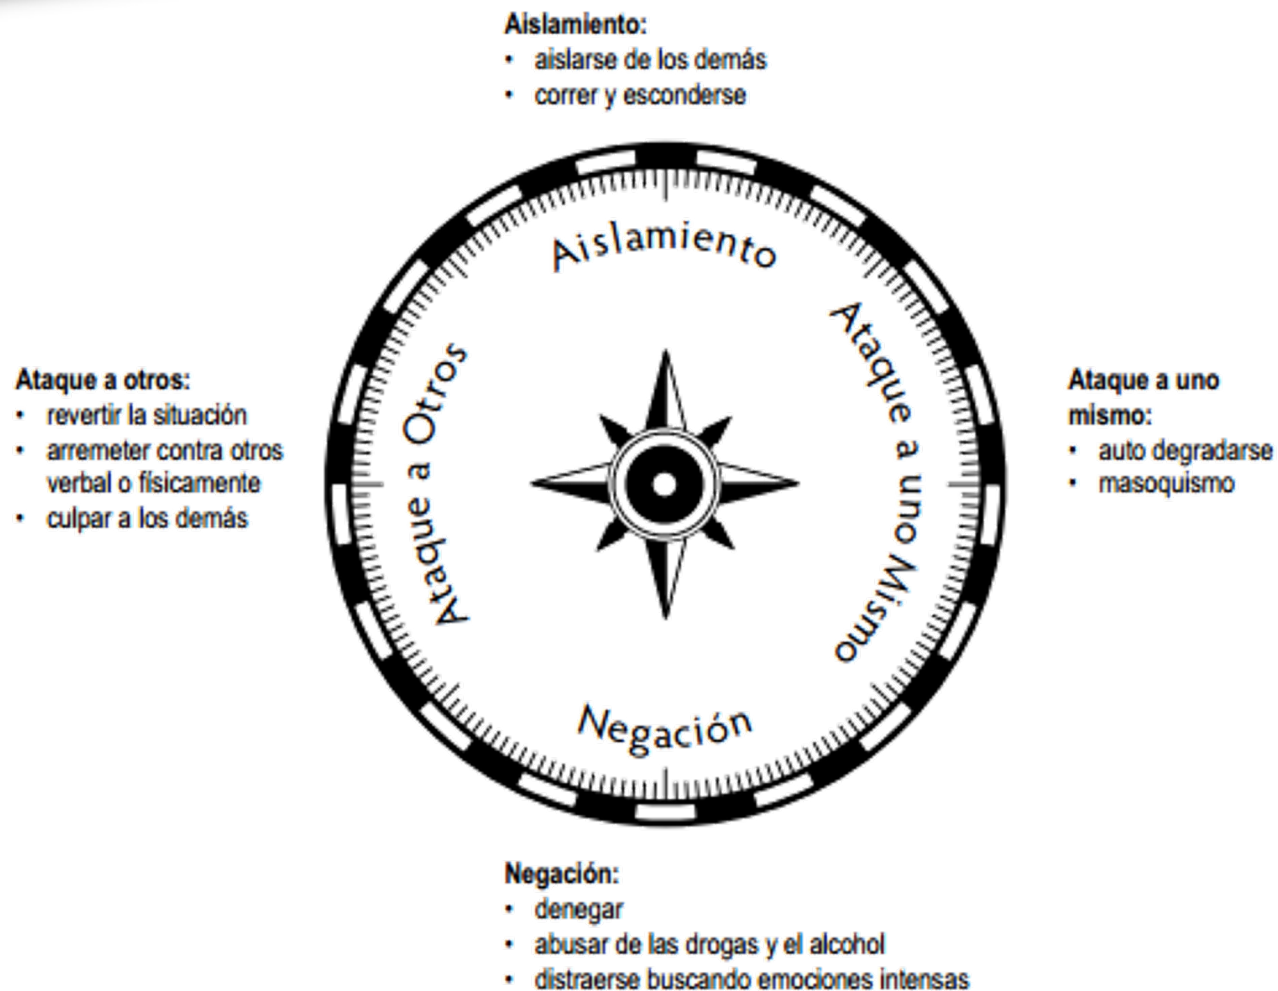 Aislamiento:
• aislarse de los demás
• correr y esconderse
Aislamiento
Ataque a uno Mismo
Negación
Ataque a Otros
Ataque a otros:
• revertir la situación
• arremeter contra otros
verbal o físicamente
• culpar a los demás
Ataque a uno
mismo:
• auto degradarse
• masoquismo
Negación:
• denegar
• abusar de las drogas y el alcohol
• distraerse buscando emociones intensas